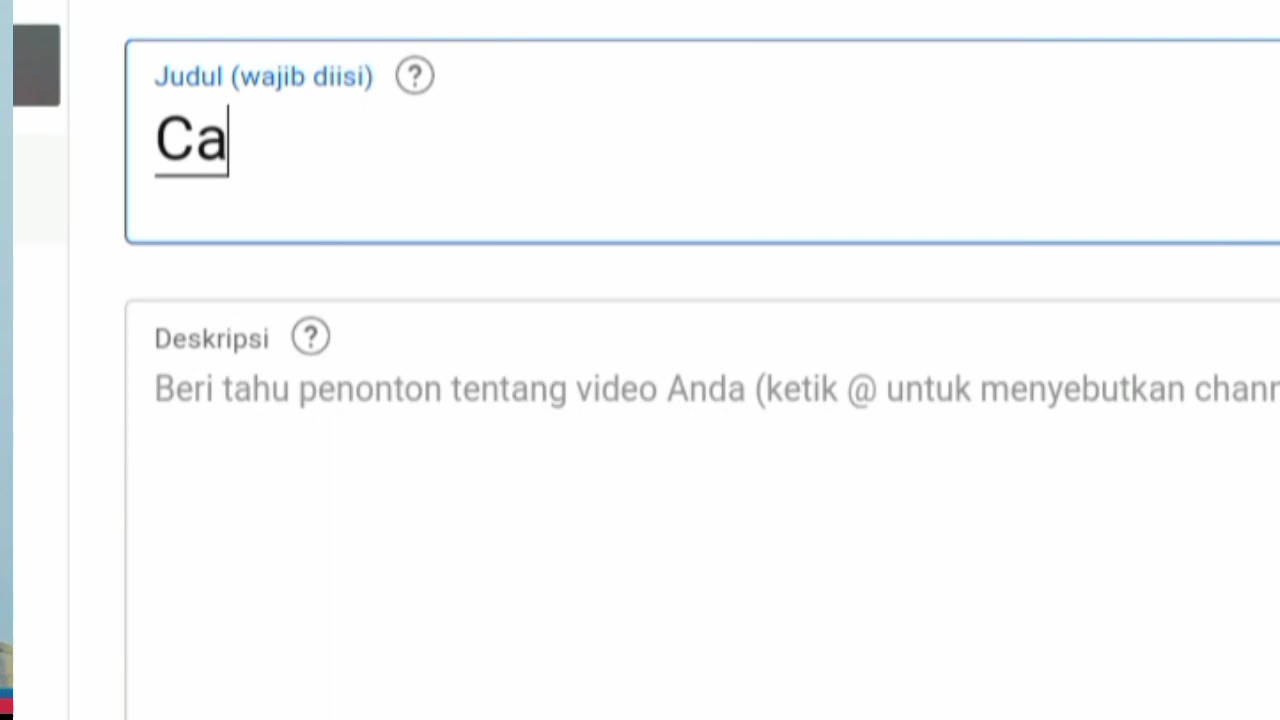 Judul (wajib diisi) ?
Ca
Deskripsi ?
Beri tahu penonton tentang video Anda (ketik @ untuk menyebutkan chann